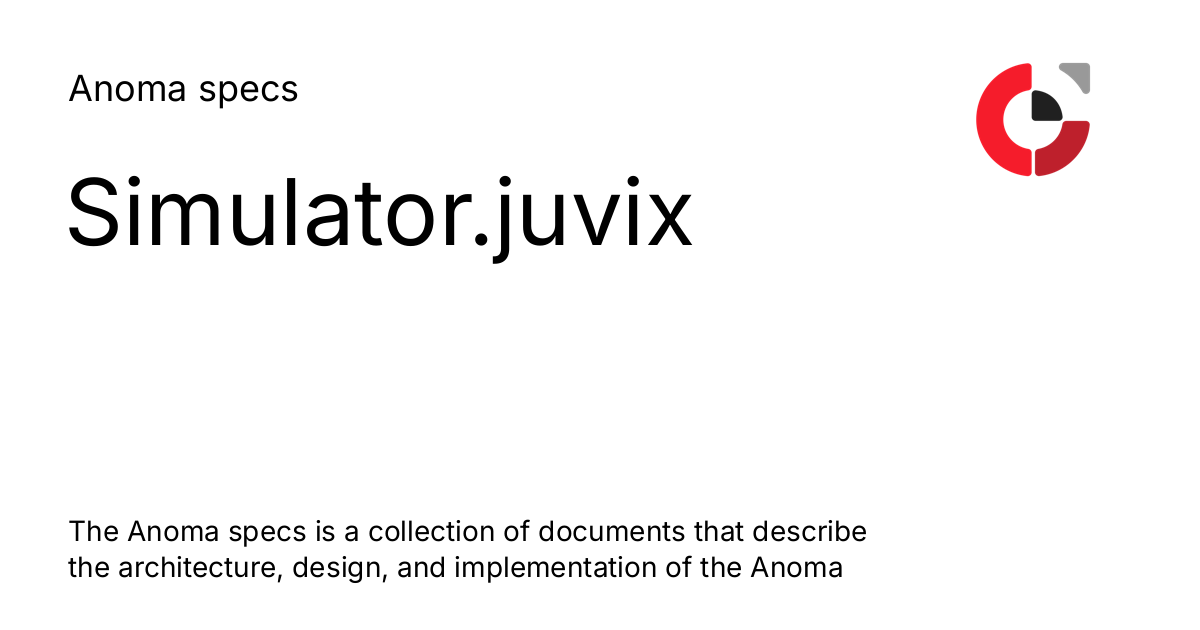 Anoma specs
Simulator.juvix
The Anoma specs is a collection of documents that describe
the architecture, design, and implementation of the Anoma